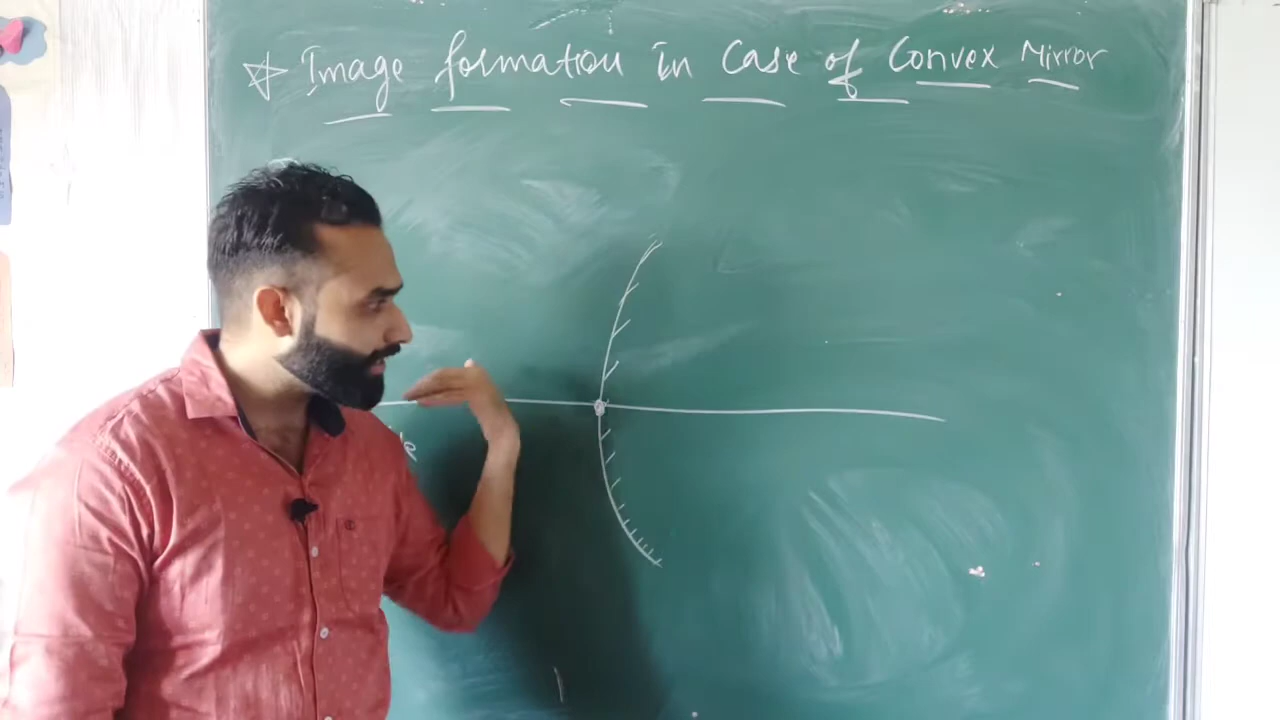 ☆ Image formation in Case of Convex Mirror